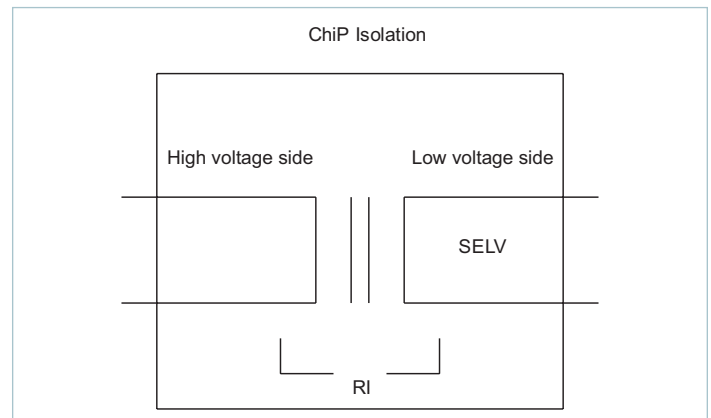 ChiP Isolation
High voltage side
Low voltage side
SELV
RI